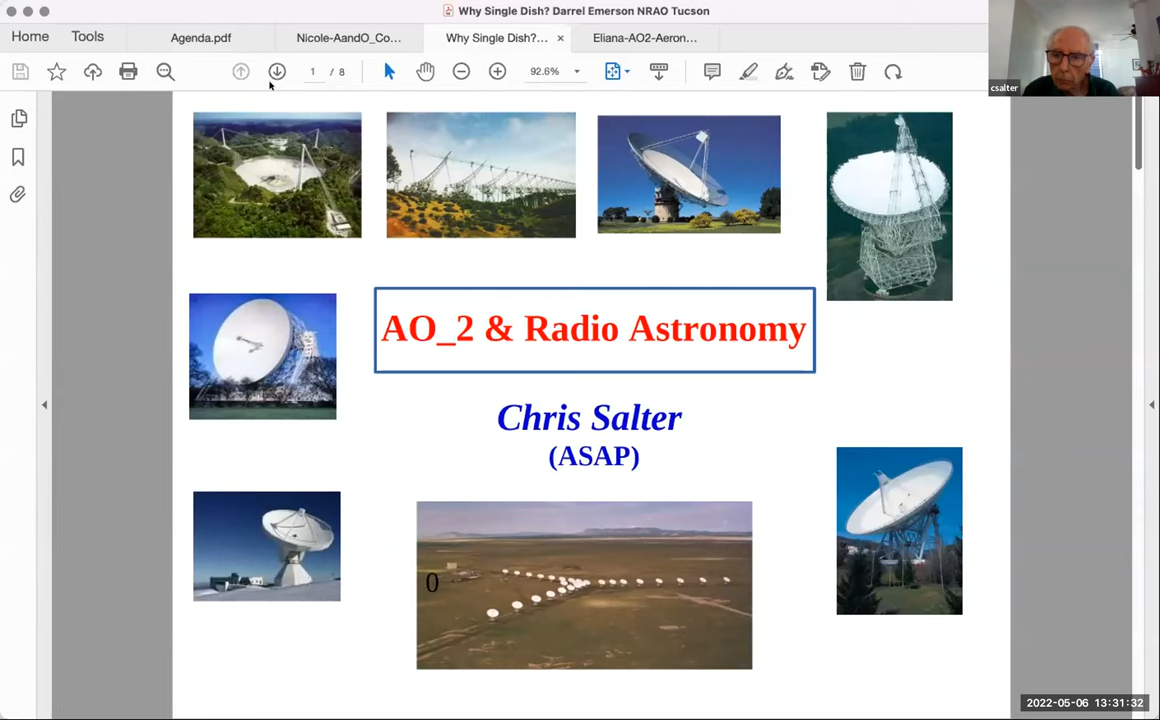 Why Single Dish? Darrel Emerson NRAO Tucson
Home
Tools
Agenda.pdf
Nicole-AandO_Co...
Why Single Dish?...
×
Eliana-AO2-Aeron...
1 / 8
92.6%
csalter
AO_2 & Radio Astronomy
Chris Salter
(ASAP)
0
2022-05-06 13:31:32